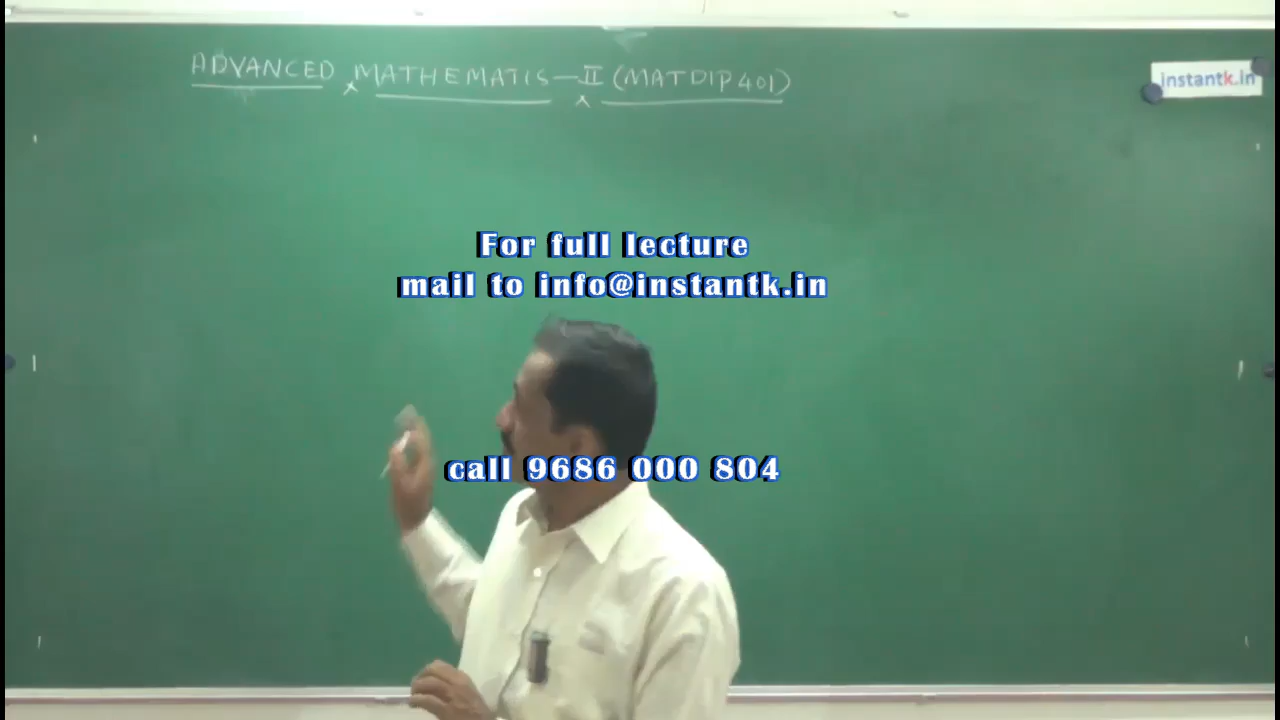 ADVANCED MATHEMATIS-II (MATDIP401)
instantk.in
For full lecture
mail to info@instantk.in
call 9686 000 804